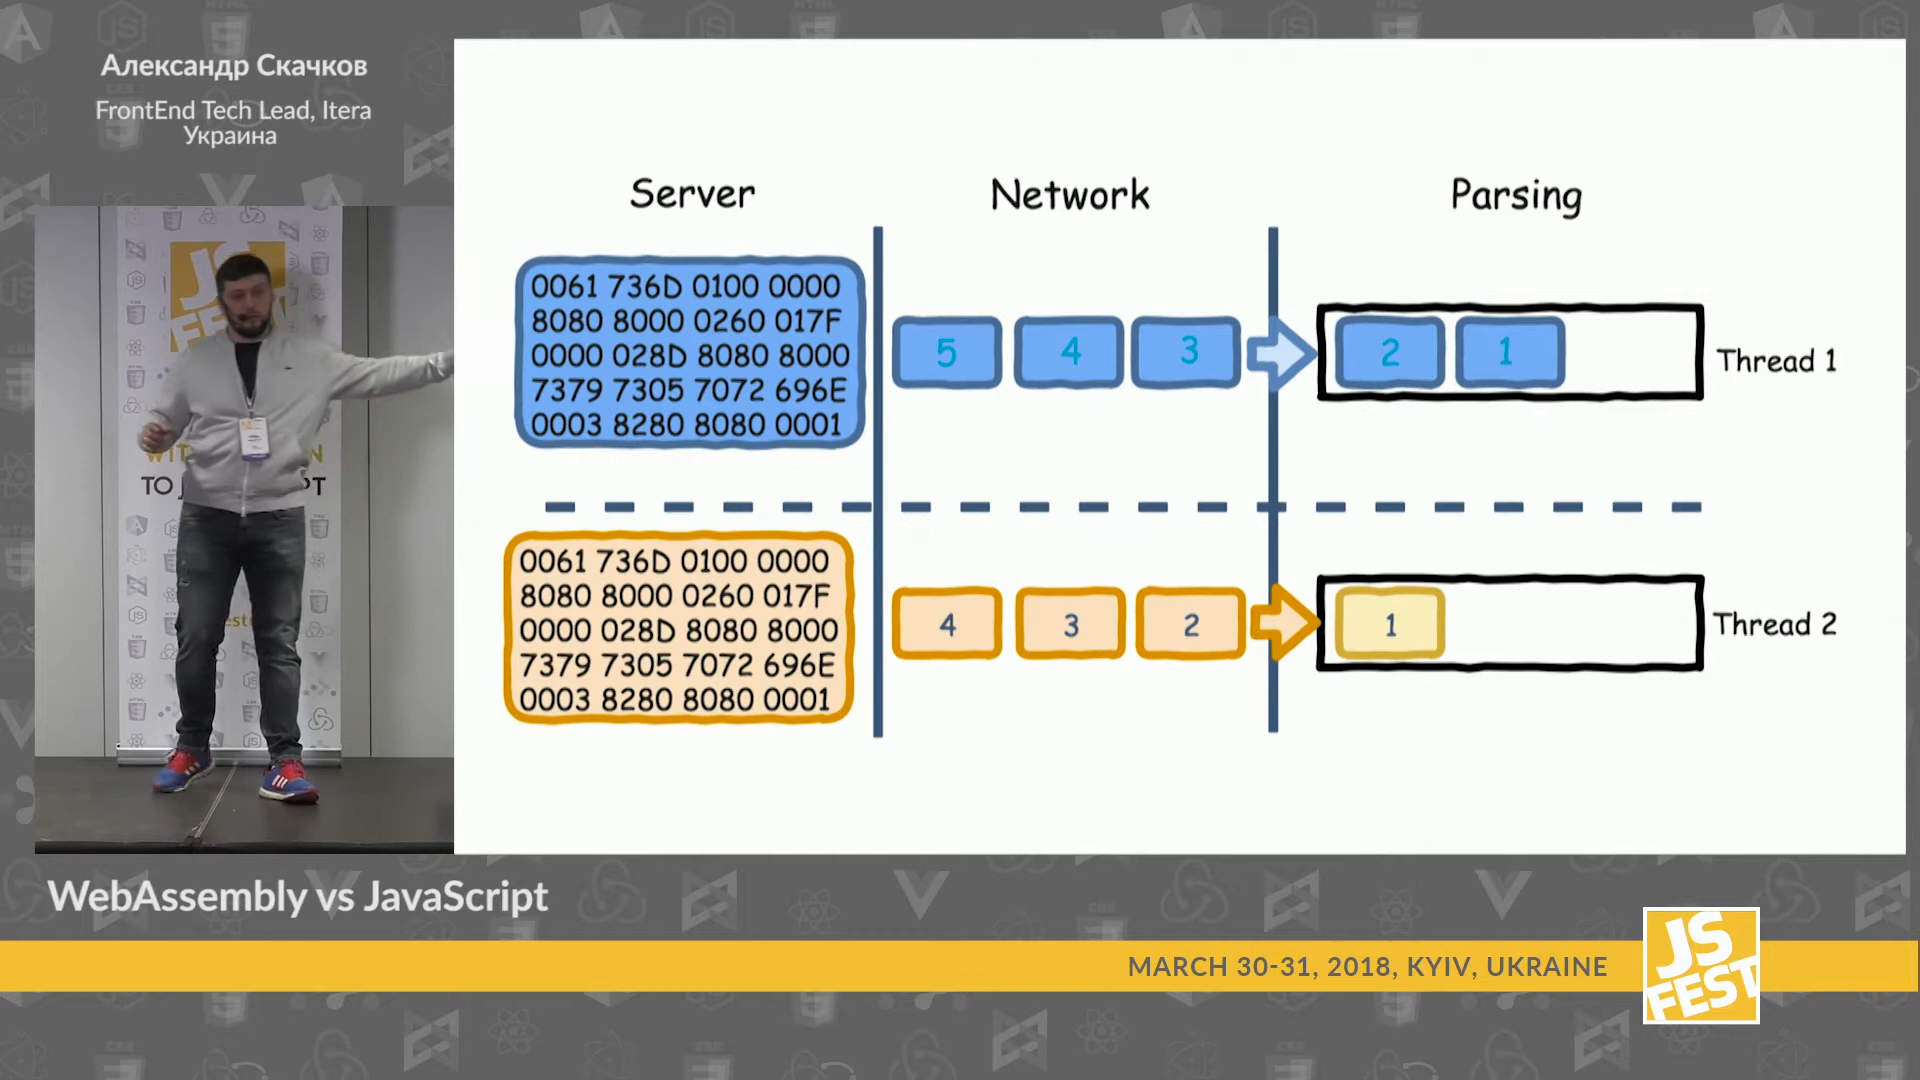 Александр Скачков
FrontEnd Tech Lead, Itera
Украина
Server
Network
Parsing
0061 736D 0100 0000
8080 8000 0260 017F
0000 028D 8080 8000
7379 7305 7072 696E
0003 8280 8080 0001
5
4
3
2
1
Thread 1
0061 736D 0100 0000
8080 8000 0260 017F
0000 028D 8080 8000
7379 7305 7072 696E
0003 8280 8080 0001
4
3
2
1
Thread 2
JS
FEST
TO
WebAssembly vs JavaScript
MARCH 30-31, 2018, KYIV, UKRAINE
JS
FEST